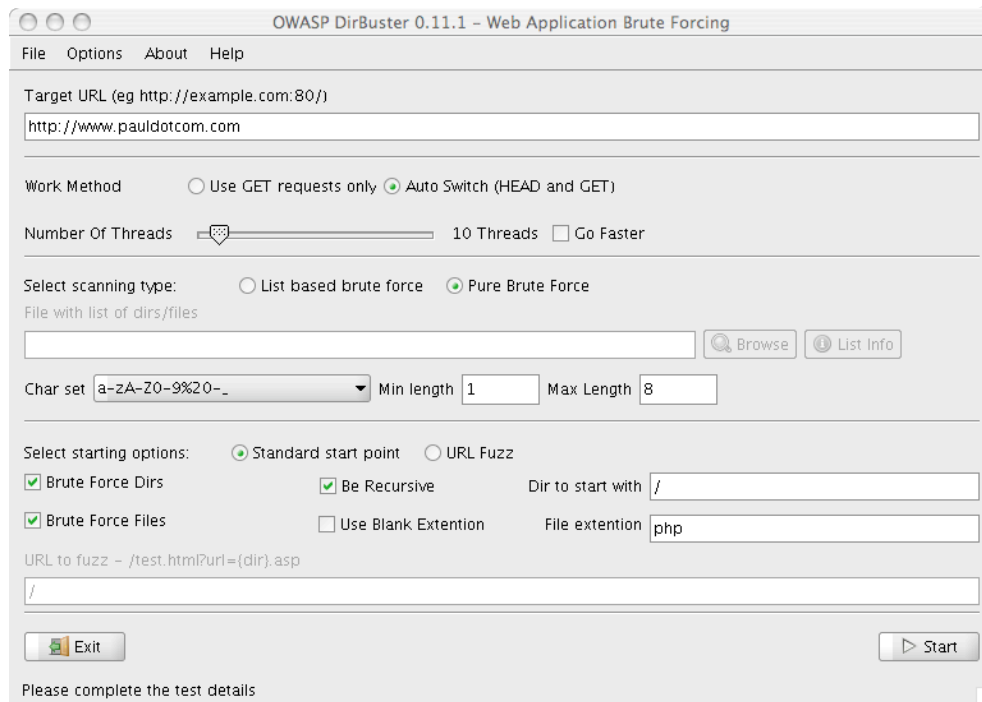 OWASP DirBuster 0.11.1 – Web Application Brute Forcing
File Options About Help
Target URL (eg http://example.com:80/)
http://www.pauldotcom.com
Work Method Use GET requests only Auto Switch (HEAD and GET)
Number Of Threads 10 Threads Go Faster
Select scanning type: List based brute force Pure Brute Force
File with list of dirs/files
Browse List Info
Char set a-zA-Z0-9%20-_ Min length 1 Max Length 8
Select starting options: Standard start point URL Fuzz
Brute Force Dirs Be Recursive Dir to start with /
Brute Force Files Use Blank Extention File extention php
URL to fuzz – /test.html?url={dir}.asp
/
Exit Start
Please complete the test details